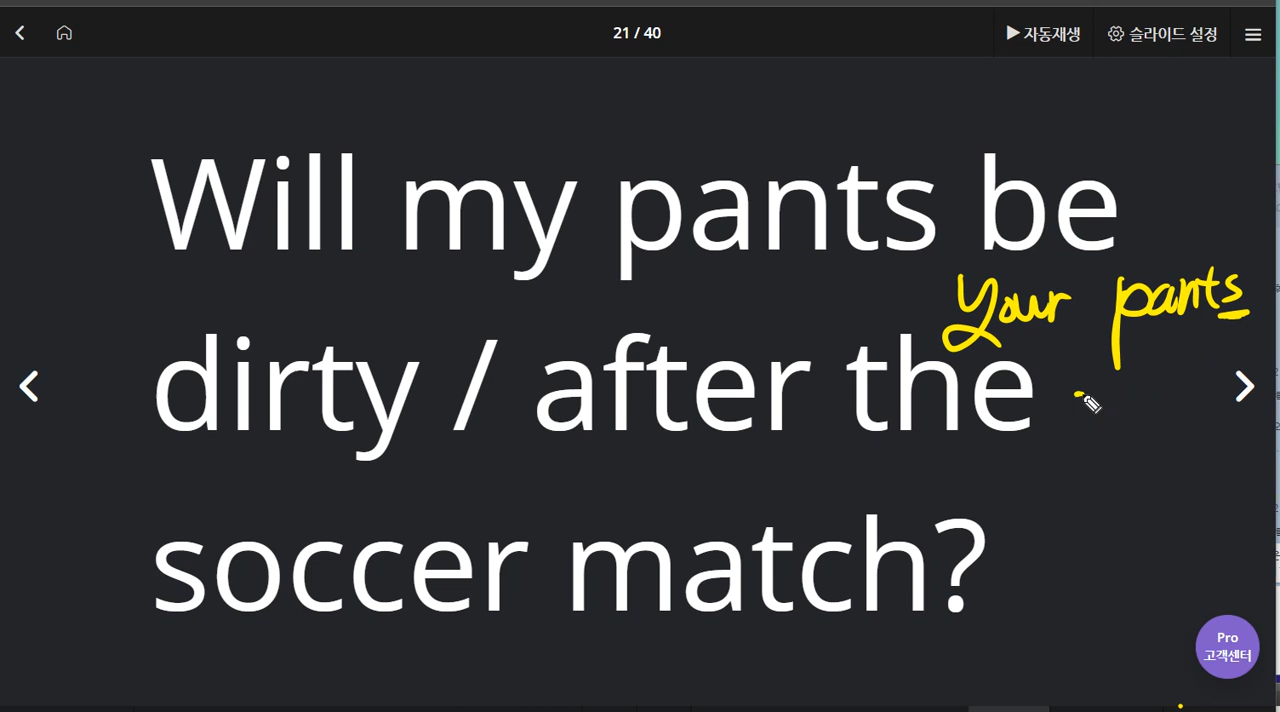 21 / 40
▶ 자동재생
슬라이드 설정
Will my pants be
your pants
dirty / after the
soccer match?
Pro
고객센터